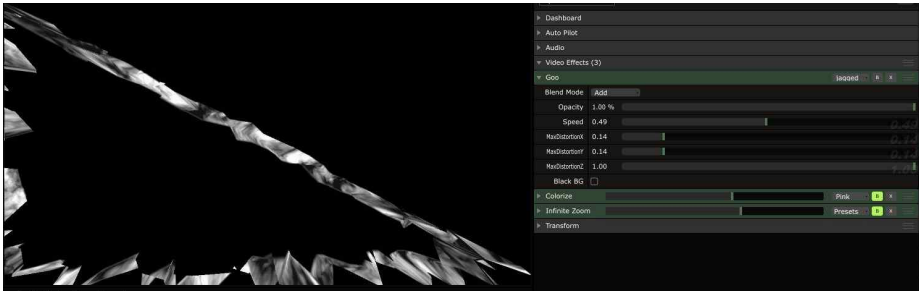 Dashboard
Auto Pilot
Audio
Video Effects (3)
Goo Jagged B X
Blend Mode Add
Opacity 1.00 %
Speed 0.49
MaxDistortionX 0.14
MaxDistortionY 0.14
MaxDistortionZ 1.00
Black BG
Colorize Pink B X
Infinite Zoom Presets B X
Transform